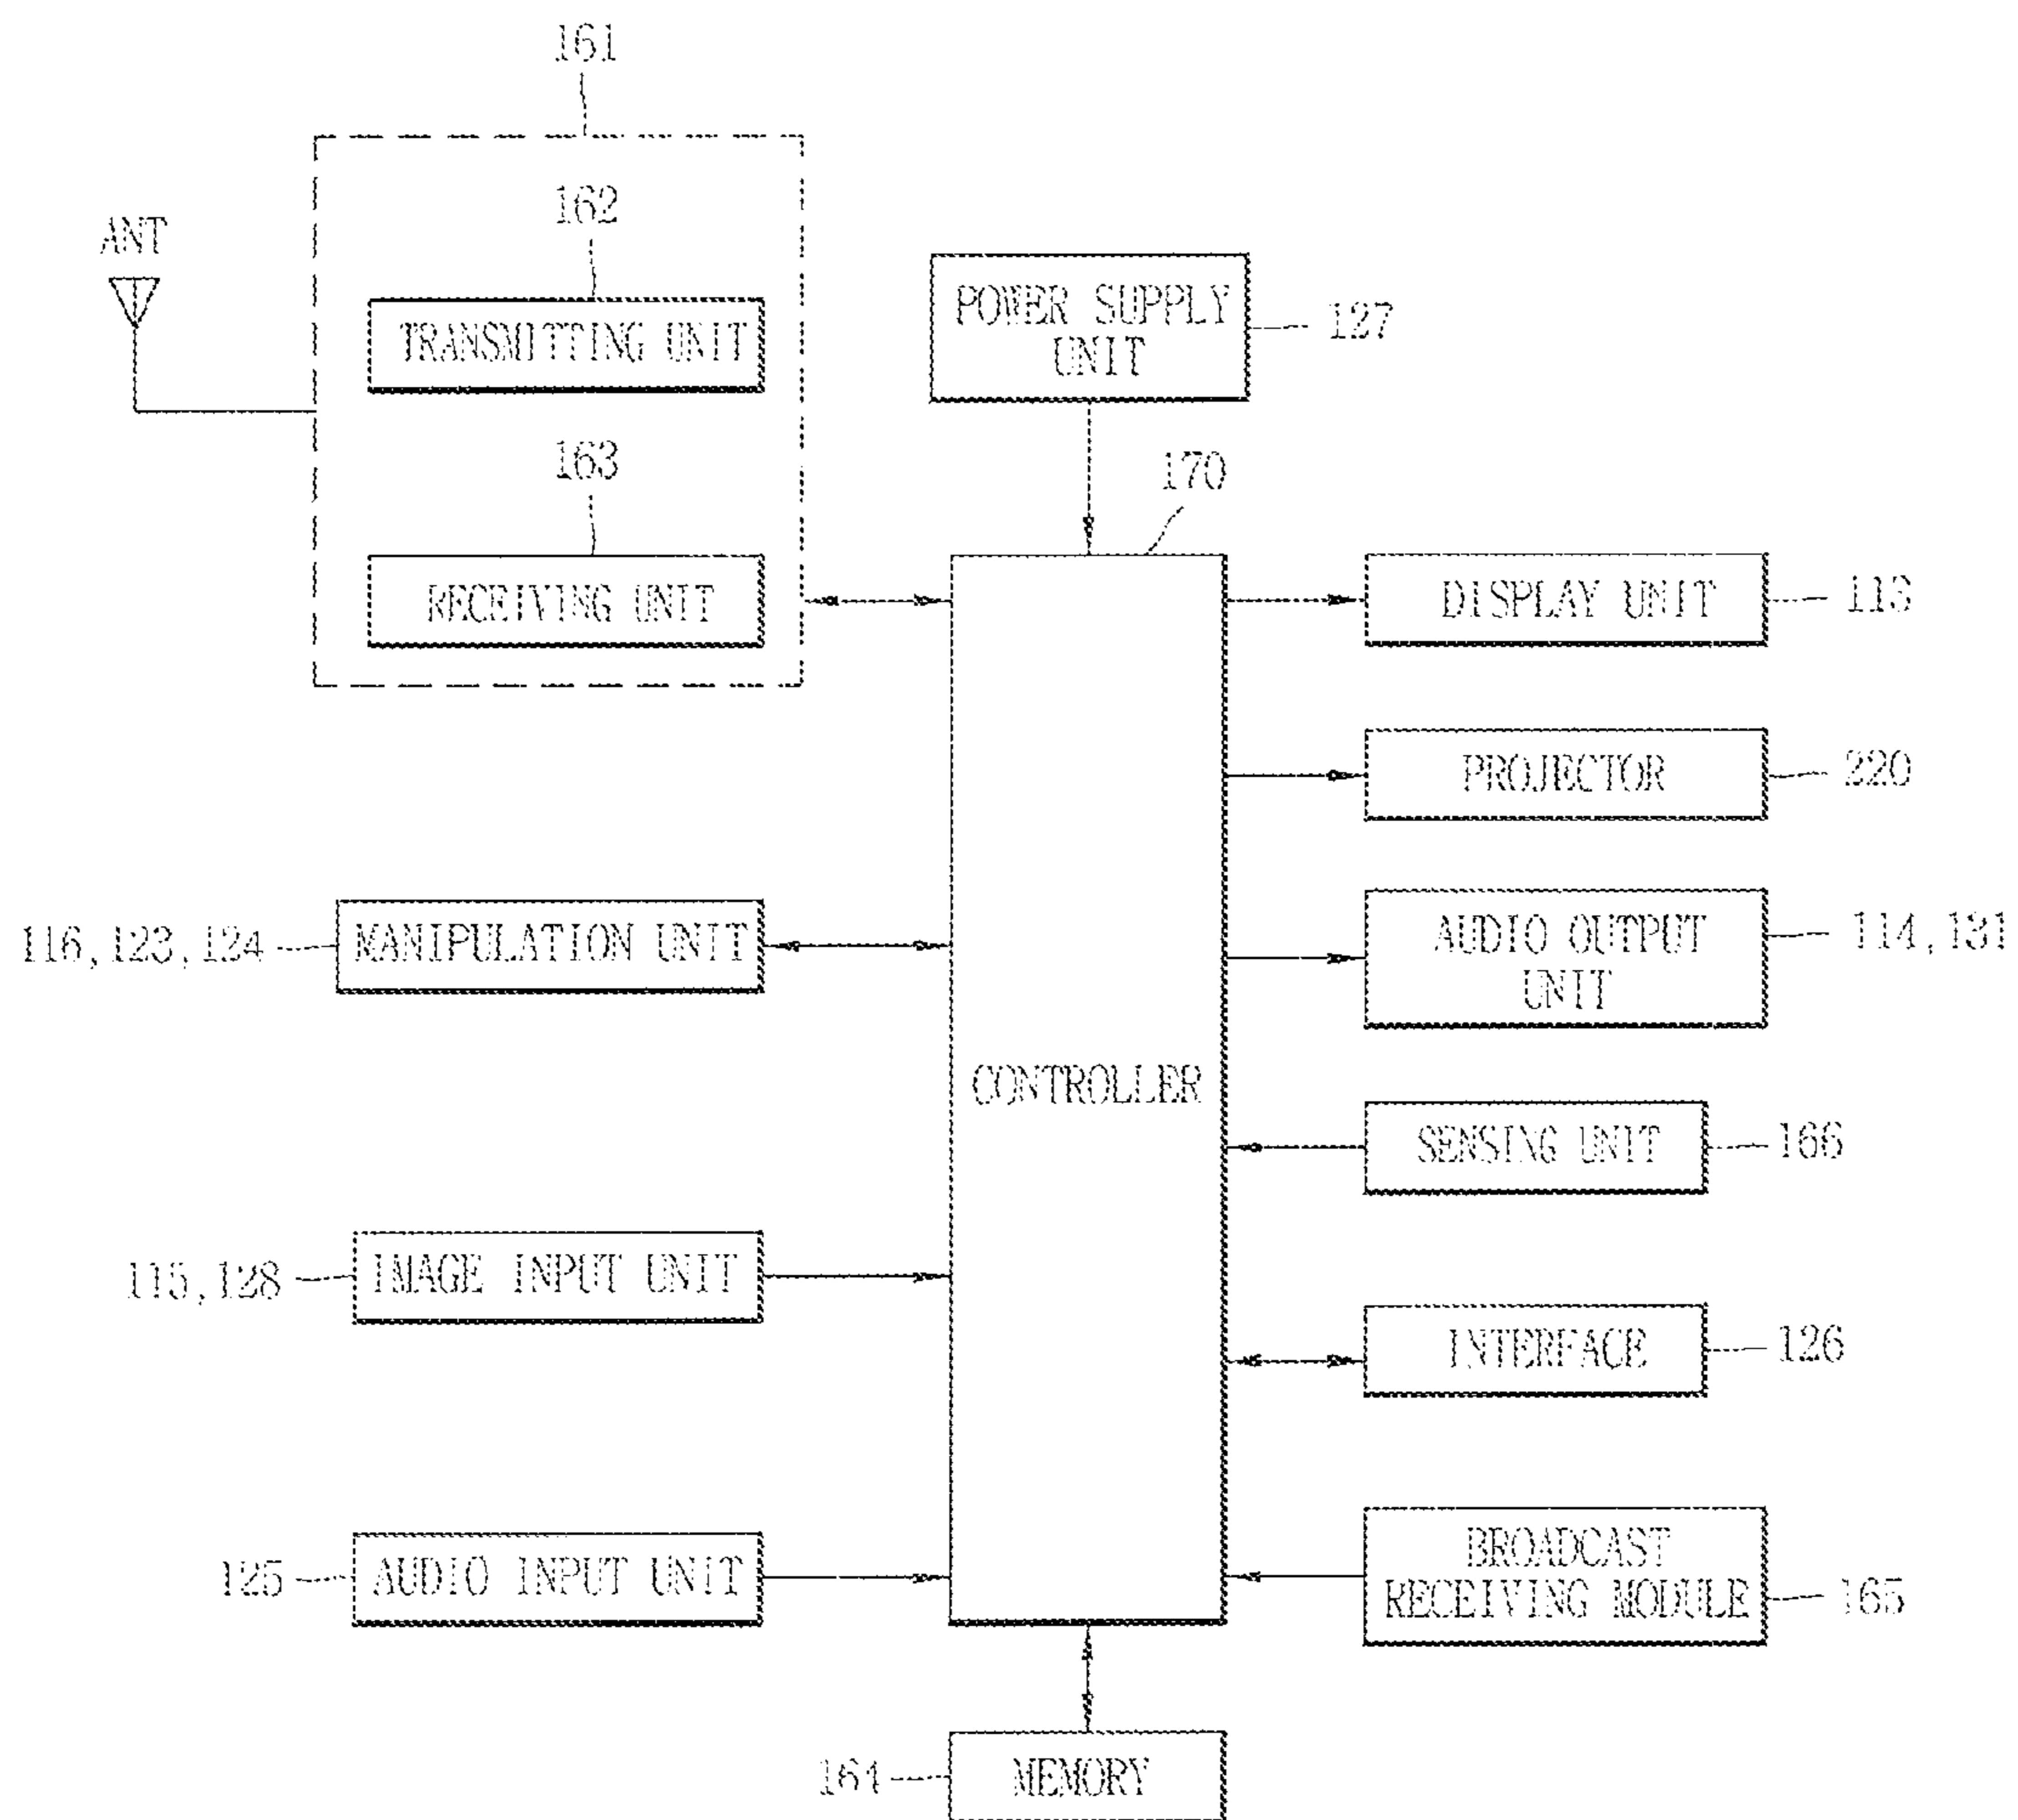 161
162
ANT
TRANSMITTING UNIT
POWER SUPPLY
UNIT
127
163
170
RECEIVING UNIT
DISPLAY UNIT
113
PROJECTOR
220
116,123,124
MANIPULATION UNIT
AUDIO OUTPUT
UNIT
114,131
CONTROLLER
SENSING UNIT
166
115,128
IMAGE INPUT UNIT
INTERFACE
126
125
AUDIO INPUT UNIT
BROADCAST
RECEIVING MODULE
165
164
MEMORY